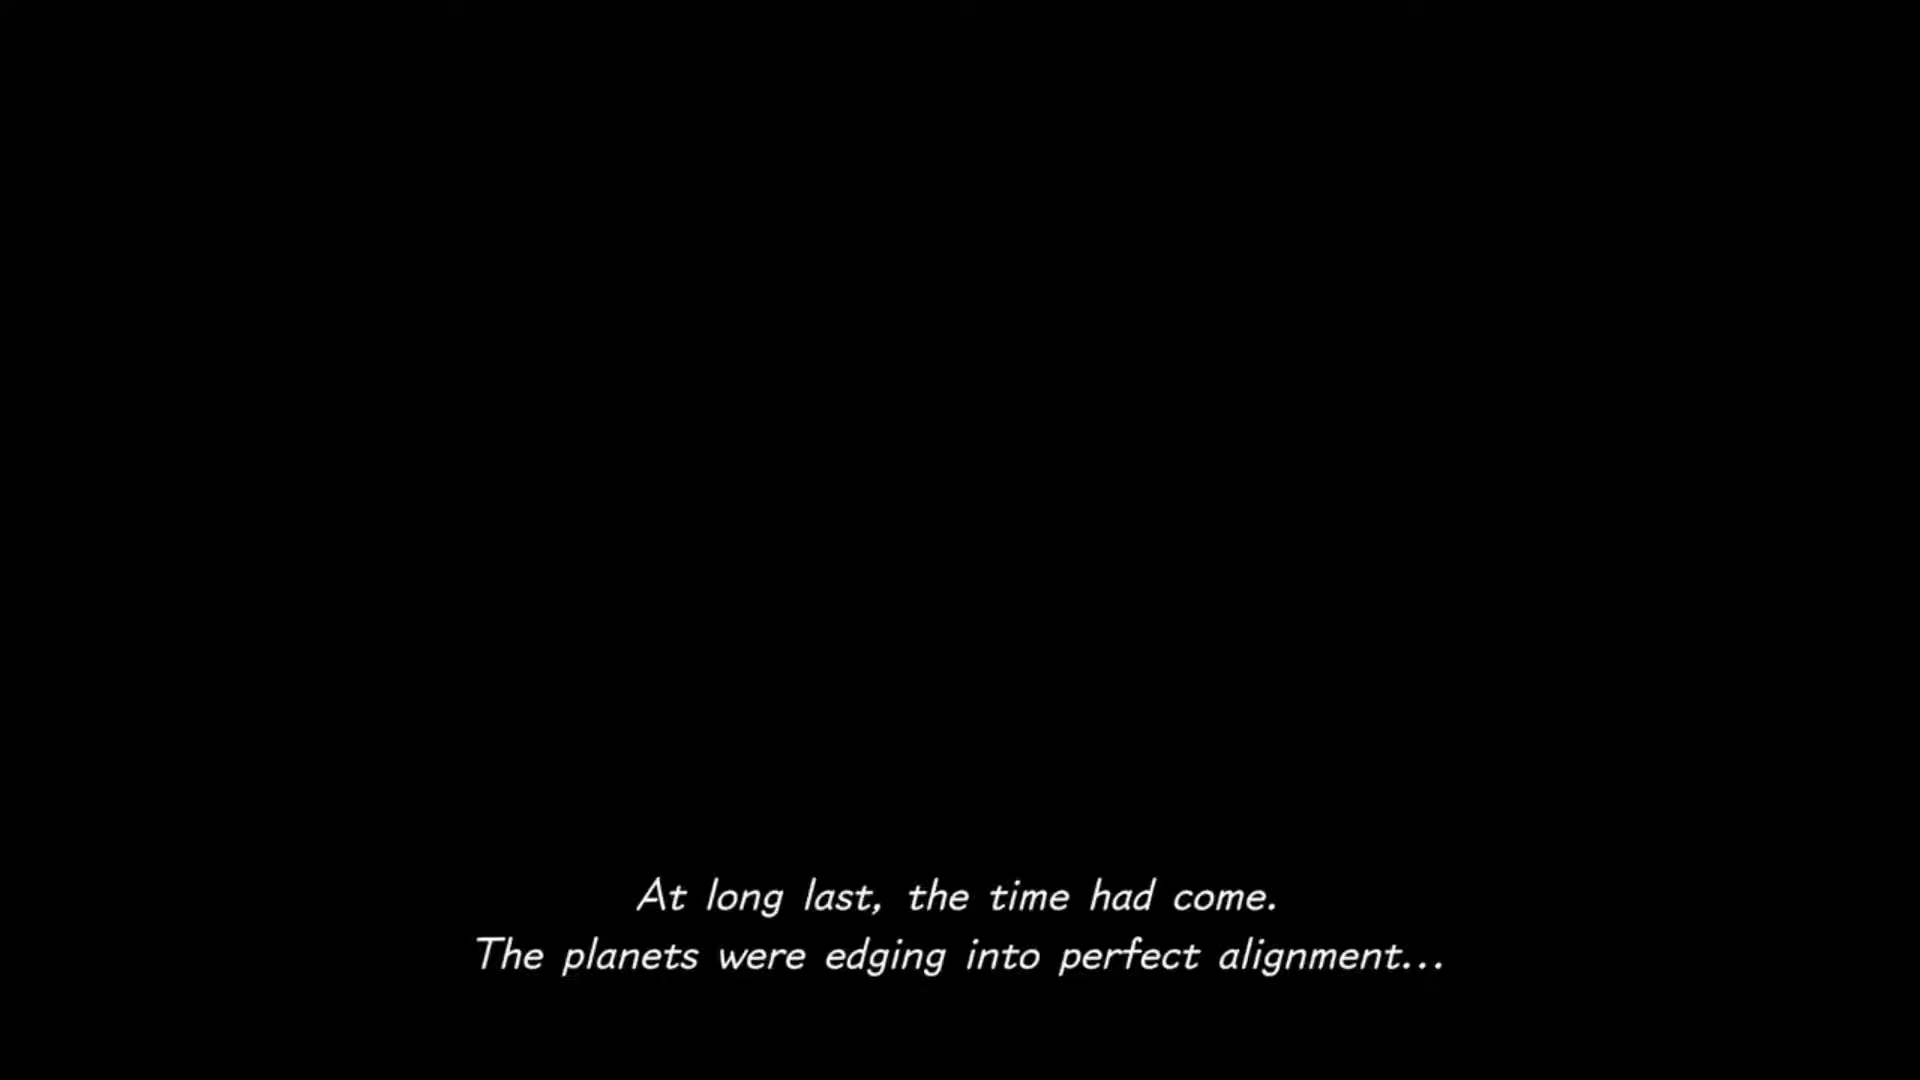 At long last, the time had come.
The planets were edging into perfect alignment...